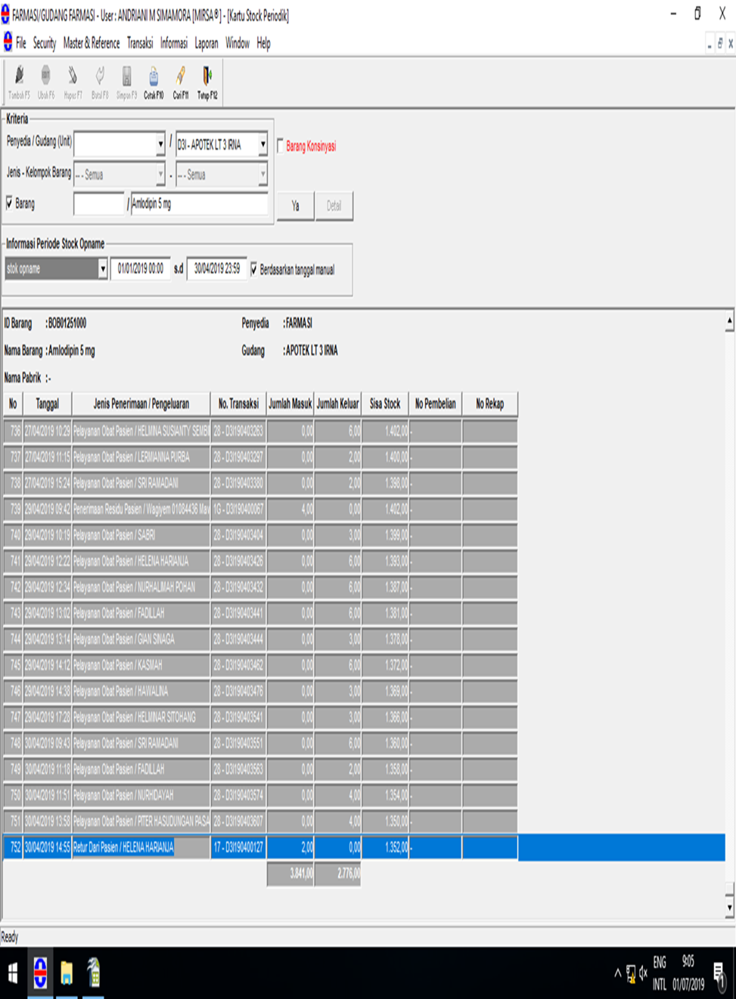 FARMASI/GUDANG FARMASI - User : ANDRIANI M SIMAMORA [MIRSA®] - [Kartu Stock Periodik]
File Security Master & Reference Transaksi Informasi Laporan Window Help
Tambah F5 Ubah F6 Hapus F7 Batal F8 Simpan F9 Cetak F10 Cari F11 Tutup F12
Kriteria
Penyedia / Gudang (Unit) / D3I - APOTEK LT 3 IRNA Barang Konsinyasi
Jenis - Kelompok Barang -- - Semua - -- - Semua
Barang / Amlodipin 5 mg Ya Detail
Informasi Periode Stock Opname
stok opname 01/01/2019 00:00 s.d 30/04/2019 23:59 Berdasarkan tanggal manual
ID Barang : BOB01251000 Penyedia : FARMASI
Nama Barang : Amlodipin 5 mg Gudang : APOTEK LT 3 IRNA
Nama Pabrik : -
No Tanggal Jenis Penerimaan / Pengeluaran No. Transaksi Jumlah Masuk Jumlah Keluar Sisa Stock No Pembelian No Rekap
736 27/04/2019 10:29 Pelayanan Obat Pasien / HELMINA SUSIANTY SEMBI 28 - D3I190403263 0,00 6,00 1.402,00 -
737 27/04/2019 11:15 Pelayanan Obat Pasien / LERMIANNA PURBA 28 - D3I190403297 0,00 2,00 1.400,00 -
738 27/04/2019 15:24 Pelayanan Obat Pasien / SRI RAMADANI 28 - D3I190403380 0,00 2,00 1.398,00 -
739 29/04/2019 09:42 Penerimaan Residu Pasien / Wagiyem 01084436 Maw 1G - D3I190400067 4,00 0,00 1.402,00 -
740 29/04/2019 10:19 Pelayanan Obat Pasien / SABRI 28 - D3I190403404 0,00 3,00 1.399,00 -
741 29/04/2019 12:22 Pelayanan Obat Pasien / HELENA HARIANJA 28 - D3I190403426 0,00 6,00 1.393,00 -
742 29/04/2019 12:34 Pelayanan Obat Pasien / NURHALIMAH POHAN 28 - D3I190403432 0,00 6,00 1.387,00 -
743 29/04/2019 13:02 Pelayanan Obat Pasien / FADILLAH 28 - D3I190403441 0,00 6,00 1.381,00 -
744 29/04/2019 13:14 Pelayanan Obat Pasien / GIAN SINAGA 28 - D3I190403444 0,00 3,00 1.378,00 -
745 29/04/2019 14:12 Pelayanan Obat Pasien / KASMAH 28 - D3I190403462 0,00 6,00 1.372,00 -
746 29/04/2019 14:38 Pelayanan Obat Pasien / HAWALINA 28 - D3I190403476 0,00 3,00 1.369,00 -
747 29/04/2019 17:28 Pelayanan Obat Pasien / HELMINAR SITOHANG 28 - D3I190403541 0,00 3,00 1.366,00 -
748 30/04/2019 09:43 Pelayanan Obat Pasien / SRI RAMADANI 28 - D3I190403551 0,00 6,00 1.360,00 -
749 30/04/2019 11:18 Pelayanan Obat Pasien / FADILLAH 28 - D3I190403563 0,00 2,00 1.358,00 -
750 30/04/2019 11:51 Pelayanan Obat Pasien / NURHIDAYAH 28 - D3I190403574 0,00 4,00 1.354,00 -
751 30/04/2019 13:58 Pelayanan Obat Pasien / PITER HASUDUNGAN PASA 28 - D3I190403607 0,00 4,00 1.350,00 -
752 30/04/2019 14:55 Retur Dari Pasien / HELENA HARIANJA 17 - D3I190400127 2,00 0,00 1.352,00 -
3.841,00 2.776,00
Ready
ENG 9:05
INTL 01/07/2019 1